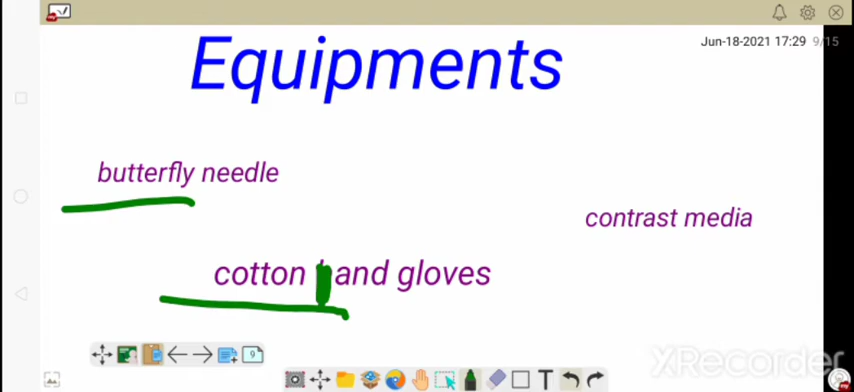 Jun-18-2021 17:29 9/15
Equipments
butterfly needle
contrast media
cotton and gloves
9
XRecorder